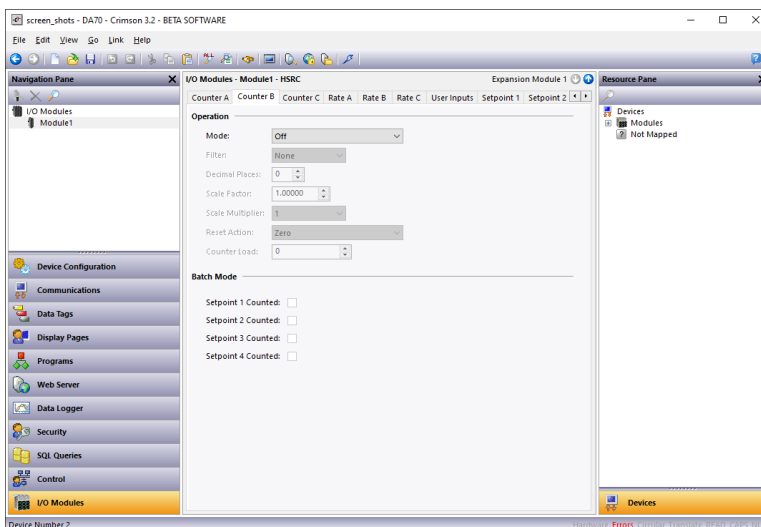 screen_shots - DA70 - Crimson 3.2 - BETA SOFTWARE
File Edit View Go Link Help
Navigation Pane
I/O Modules
Module1
Device Configuration
Communications
Data Tags
Display Pages
Programs
Web Server
Data Logger
Security
SQL Queries
Control
I/O Modules
I/O Modules - Module1 - HSRC
Expansion Module 1
Counter A Counter B Counter C Rate A Rate B Rate C User Inputs Setpoint 1 Setpoint 2
Operation
Mode: Off
Filter: None
Decimal Places: 0
Scale Factor: 1.00000
Scale Multiplier: 1
Reset Action: Zero
Counter Load: 0
Batch Mode
Setpoint 1 Counted:
Setpoint 2 Counted:
Setpoint 3 Counted:
Setpoint 4 Counted:
Resource Pane
Devices
Modules
Not Mapped
Devices
Device Number 2
Hardware Errors Circular Translate READ CAPS